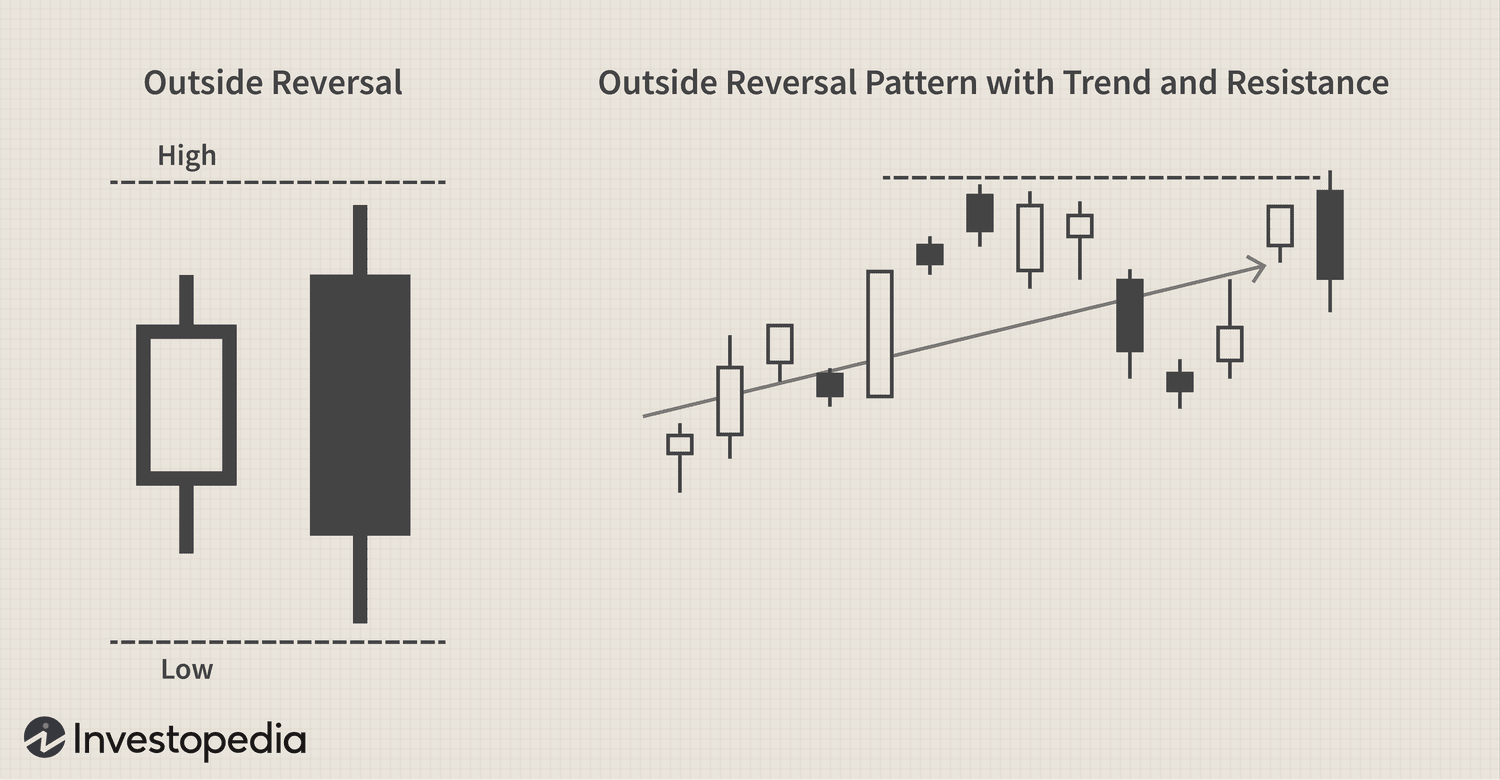 Outside Reversal
High
Low
Outside Reversal Pattern with Trend and Resistance
Investopedia